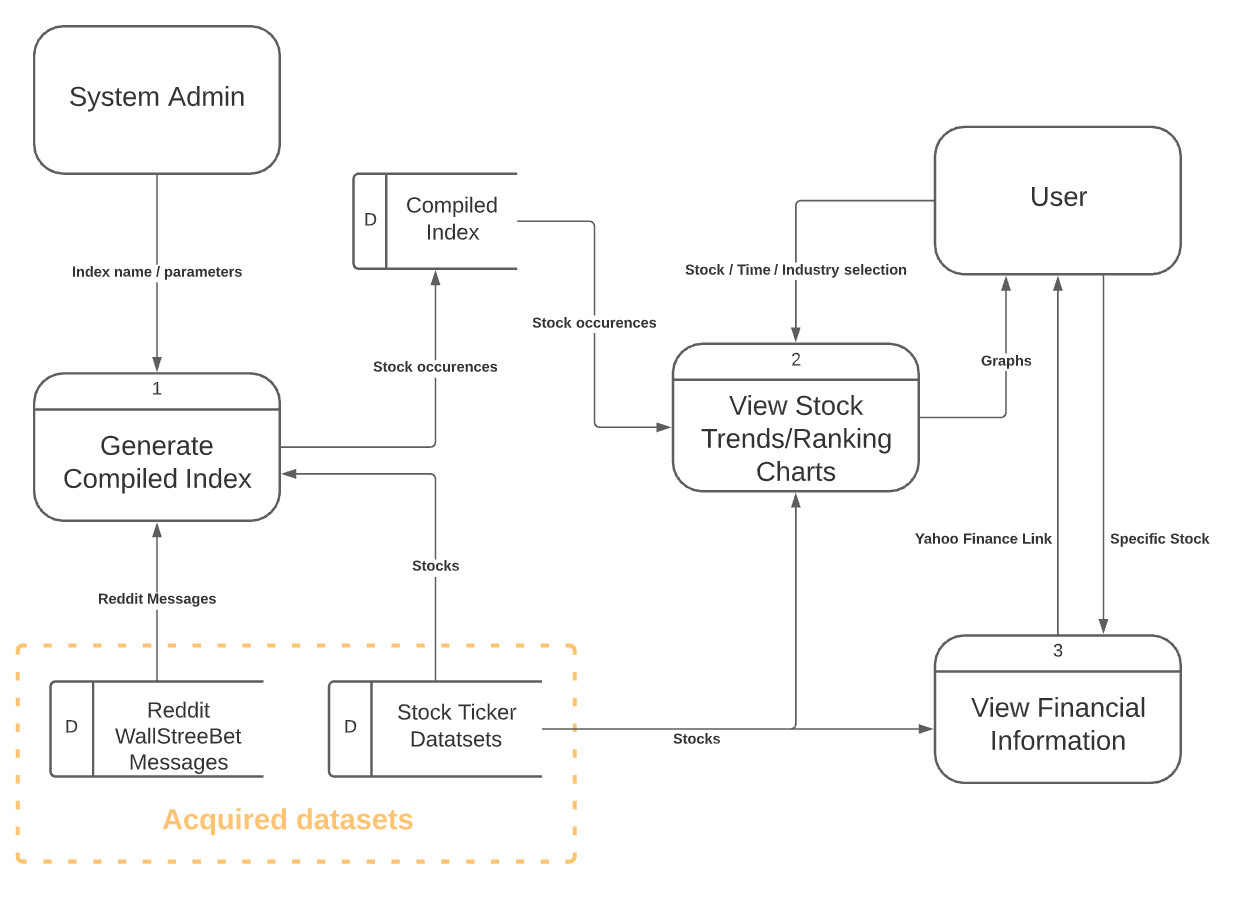 System Admin
User
D
Compiled
Index
Index name / parameters
Stock / Time / Industry selection
Stock occurences
Stock occurences
Graphs
1
Generate
Compiled Index
2
View Stock
Trends/Ranking
Charts
Yahoo Finance Link
Specific Stock
Stocks
Reddit Messages
D
Reddit
WallStreeBet
Messages
D
Stock Ticker
Datatsets
Stocks
3
View Financial
Information
Acquired datasets